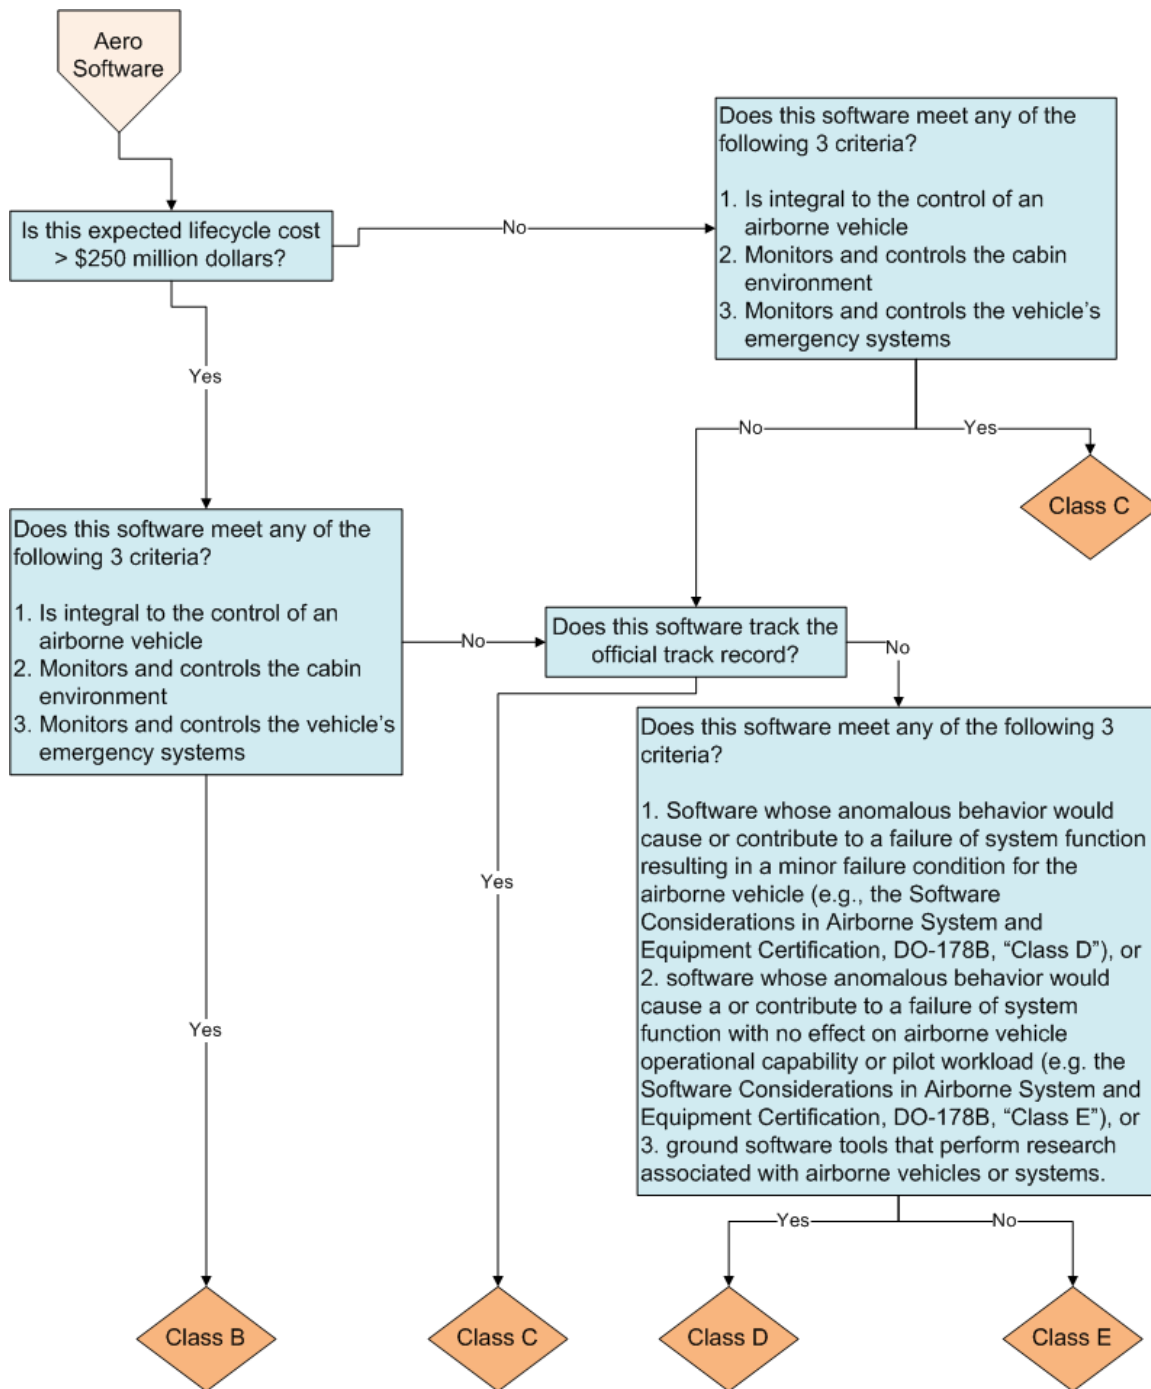 Aero
Software
Does this software meet any of the
following 3 criteria?
1. Is integral to the control of an
airborne vehicle
2. Monitors and controls the cabin
environment
3. Monitors and controls the vehicle's
emergency systems
Is this expected lifecycle cost
> $250 million dollars?
No
Yes
No
Yes
Class C
Does this software meet any of the
following 3 criteria?
1. Is integral to the control of an
airborne vehicle
2. Monitors and controls the cabin
environment
3. Monitors and controls the vehicle's
emergency systems
No
Does this software track the
official track record?
No
Does this software meet any of the following 3
criteria?
1. Software whose anomalous behavior would
cause or contribute to a failure of system function
resulting in a minor failure condition for the
airborne vehicle (e.g., the Software
Considerations in Airborne System and
Equipment Certification, DO-178B, “Class D”), or
2. software whose anomalous behavior would
cause a or contribute to a failure of system
function with no effect on airborne vehicle
operational capability or pilot workload (e.g. the
Software Considerations in Airborne System and
Equipment Certification, DO-178B, “Class E”), or
3. ground software tools that perform research
associated with airborne vehicles or systems.
Yes
Yes
Yes
No
Class B
Class C
Class D
Class E